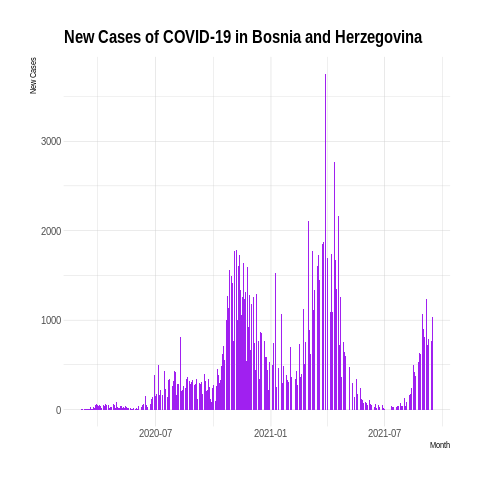 New Cases of COVID-19 in Bosnia and Herzegovina
New Cases
3000
2000
1000
0
2020-07 2021-01 2021-07
Month